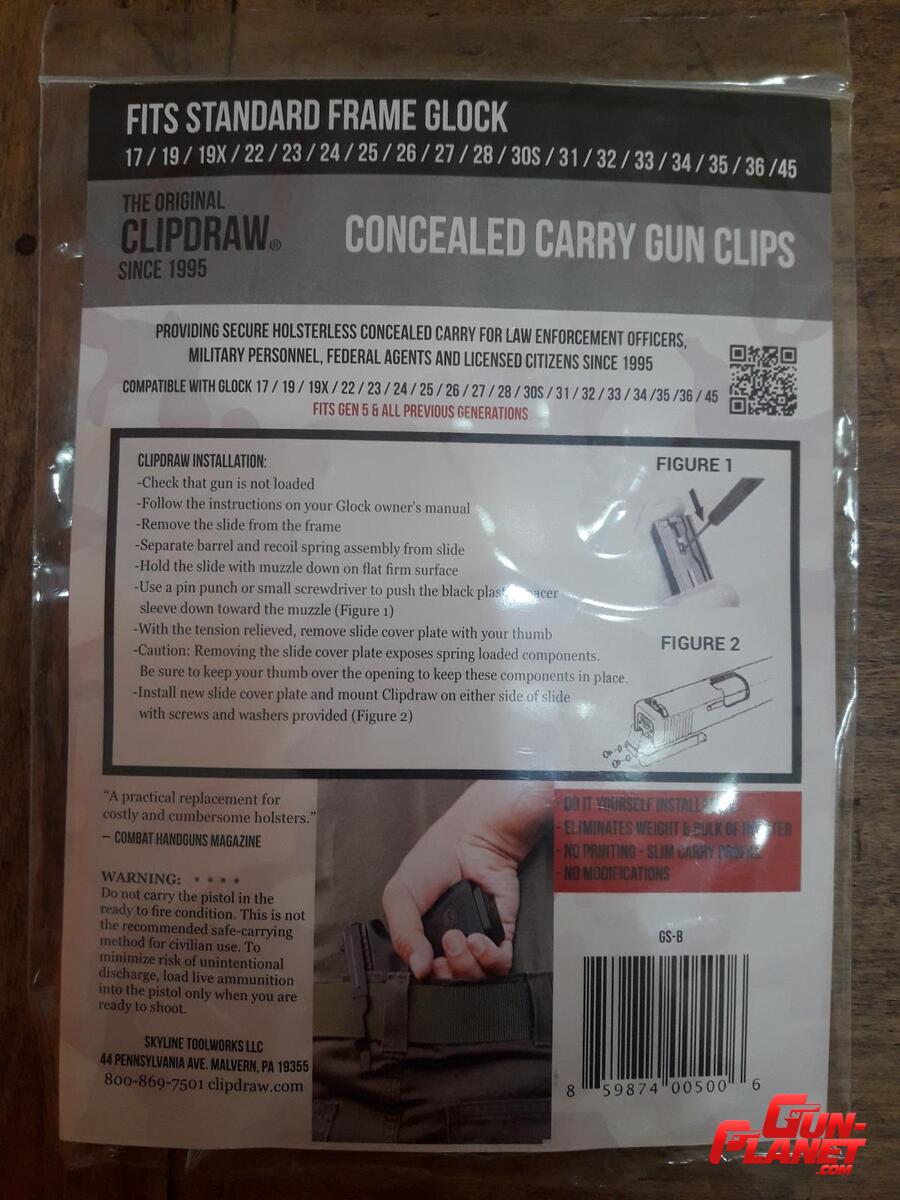 FITS STANDARD FRAME GLOCK
17 / 19 / 19X / 22 / 23 / 24 / 25 / 26 / 27 / 28 / 30S / 31 / 32 / 33 / 34 / 35 / 36 /45
THE ORIGINAL
CLIPDRAW®
SINCE 1995
CONCEALED CARRY GUN CLIPS
PROVIDING SECURE HOLSTERLESS CONCEALED CARRY FOR LAW ENFORCEMENT OFFICERS,
MILITARY PERSONNEL, FEDERAL AGENTS AND LICENSED CITIZENS SINCE 1995
COMPATIBLE WITH GLOCK 17 / 19 / 19X / 22 / 23 / 24 / 25 / 26 / 27 / 28 / 30S / 31 / 32 / 33 / 34 /35 /36 / 45
FITS GEN 5 & ALL PREVIOUS GENERATIONS
CLIPDRAW INSTALLATION:
-Check that gun is not loaded
-Follow the instructions on your Glock owner's manual
-Remove the slide from the frame
-Separate barrel and recoil spring assembly from slide
-Hold the slide with muzzle down on flat firm surface
-Use a pin punch or small screwdriver to push the black
sleeve down toward the muzzle (Figure 1)
-With the tension relieved, remove slide cover plate with your thumb
-Caution: Removing the slide cover plate exposes spring loaded components.
Be sure to keep your thumb over the opening to keep these components in place.
-Install new slide cover plate and mount Clipdraw on either side of slide
with screws and washers provided (Figure 2)
FIGURE 1
FIGURE 2
"A practical replacement for
costly and cumbersome holsters."
— COMBAT HANDGUNS MAGAZINE
WARNING: * * * *
Do not carry the pistol in the
ready to fire condition. This is not
the recommended safe-carrying
method for civilian use. To
minimize risk of unintentional
discharge, load live ammunition
into the pistol only when you are
ready to shoot.
SKYLINE TOOLWORKS LLC
44 PENNSYLVANIA AVE. MALVERN, PA 19355
800-869-7501 clipdraw.com
- DO IT YOURSELF
- ELIMINATES WEIGHT & BULK OF
- NO PRINTING - SLIM CARRY PROFILE
- NO MODIFICATIONS
GS-B
8 59874 00500 6
GUN-
PLANET
.COM